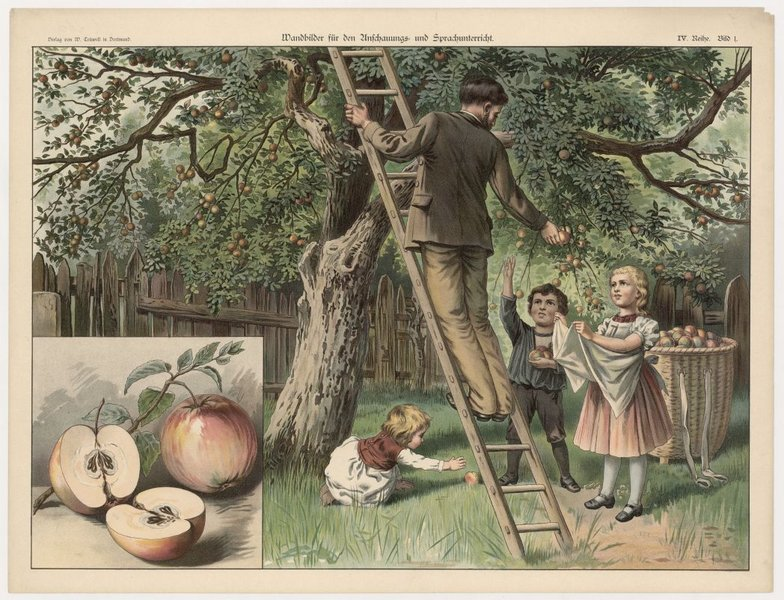 Verlag von W. Crüwell in Dortmund.
Wandbilder für den Anschauungs- und Sprachunterricht.
IV. Reihe. Bild 1.